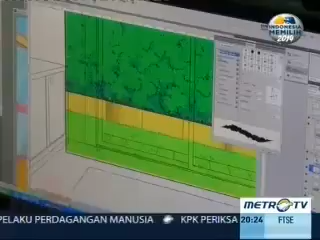 INDONESIA
MEMILIH
2014
METRO TV
PELAKU PERDAGANGAN MANUSIA KPK PERIKSA
20:24 FTSE